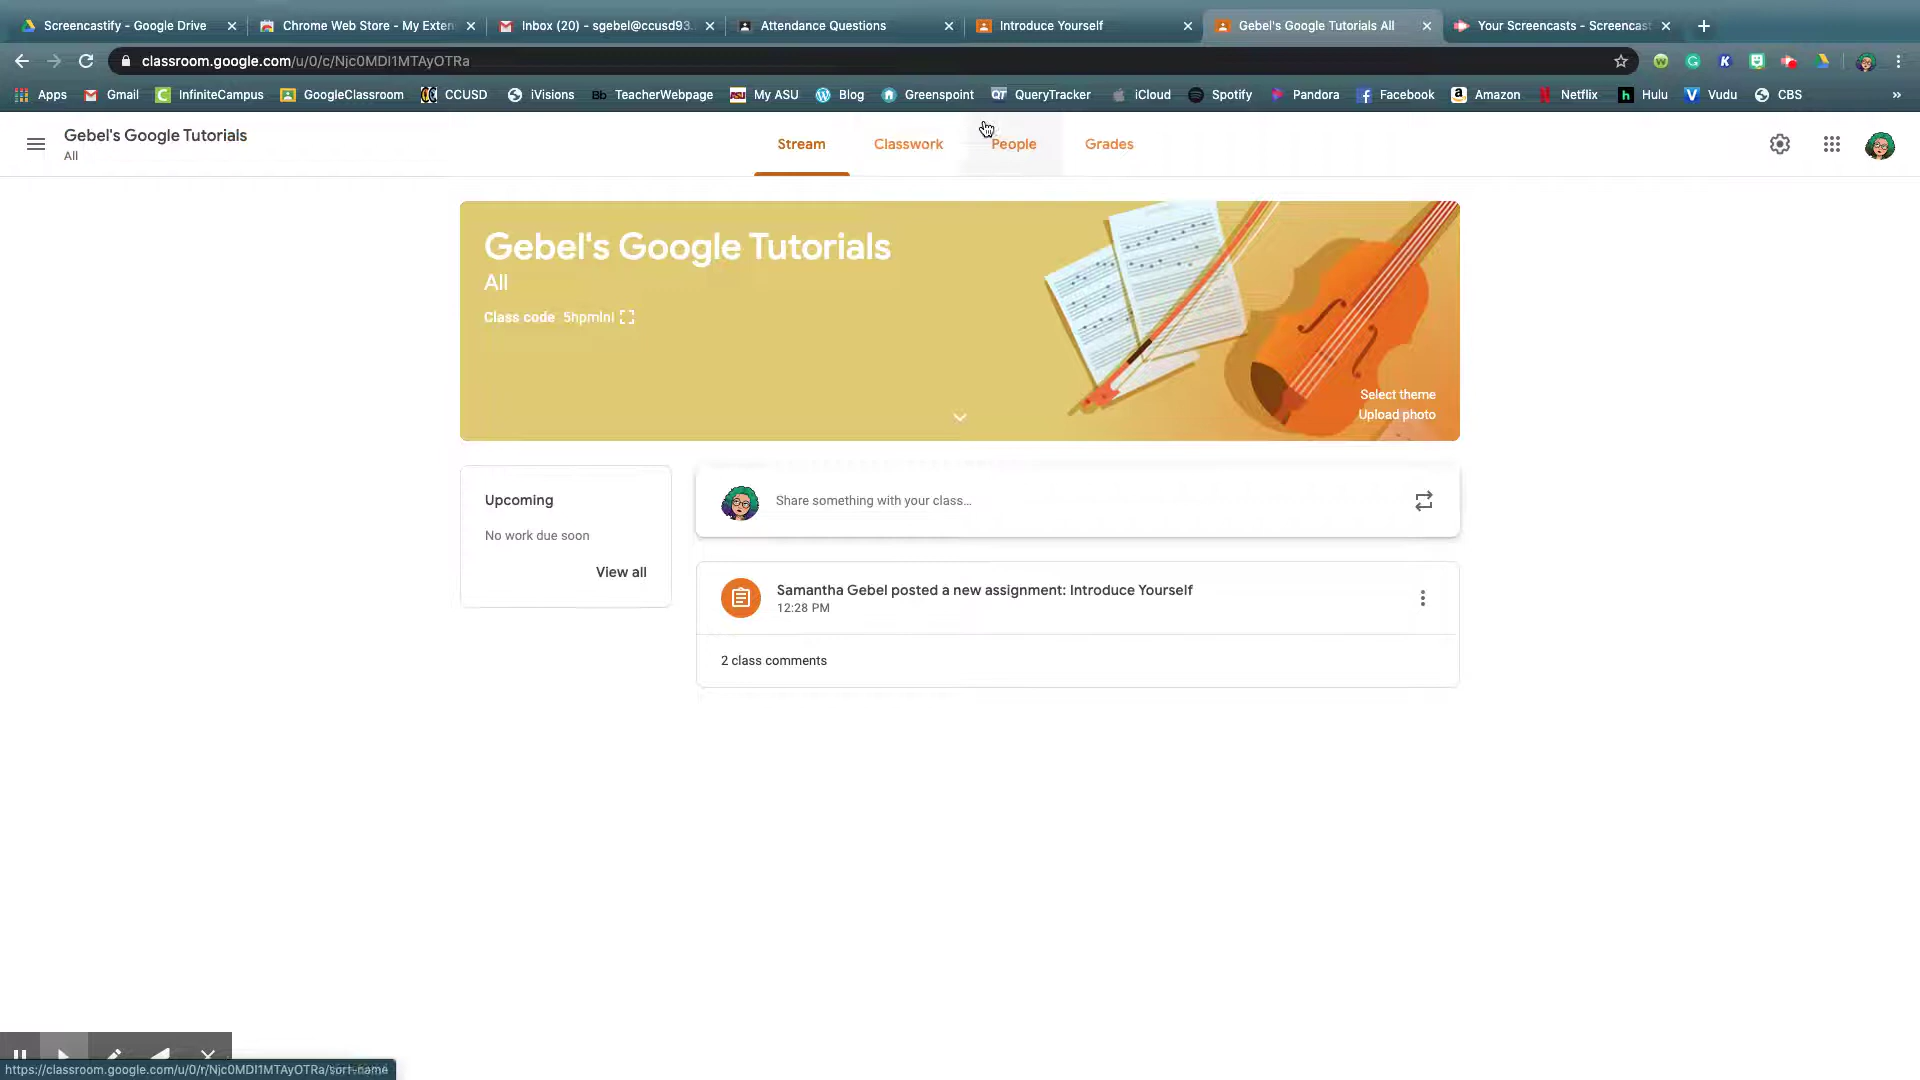 Screencastify - Google Drive
Chrome Web Store - My Exten
Inbox (20) - sgebel@ccusd93.
Attendance Questions
Introduce Yourself
Gebel's Google Tutorials All
Your Screencasts - Screencast
classroom.google.com/u/0/c/Njc0MDI1MTAyOTRa
Apps
Gmail
InfiniteCampus
GoogleClassroom
CCUSD
iVisions
Bb TeacherWebpage
My ASU
Blog
Greenspoint
QT QueryTracker
iCloud
Spotify
Pandora
Facebook
Amazon
Netflix
Hulu
Vudu
CBS
Gebel's Google Tutorials
All
Stream
Classwork
People
Grades
Gebel's Google Tutorials
All
Class code 5hpmlni
Select theme
Upload photo
Upcoming
No work due soon
View all
Share something with your class...
Samantha Gebel posted a new assignment: Introduce Yourself
12:28 PM
2 class comments
https://classroom.google.com/u/0/r/Njc0MDI1MTAyOTRa/sort-name